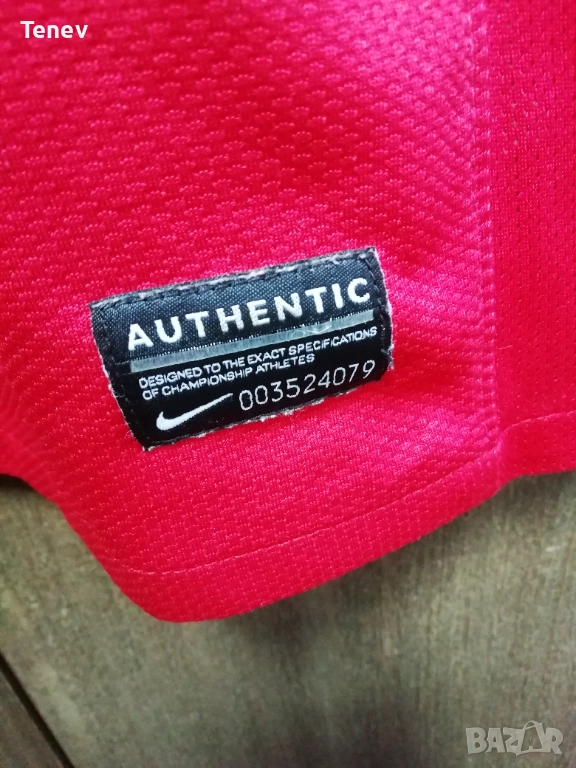 Tenev
AUTHENTIC
DESIGNED TO THE EXACT SPECIFICATIONS
OF CHAMPIONSHIP ATHLETES
003524079
BAZAR